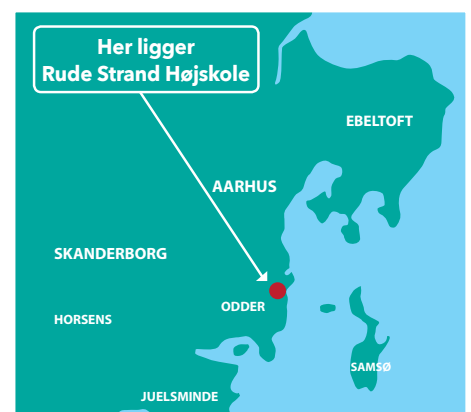 Her ligger
Rude Strand Højskole
EBELTOFT
AARHUS
SKANDERBORG
ODDER
HORSENS
SAMSØ
JUELSMINDE